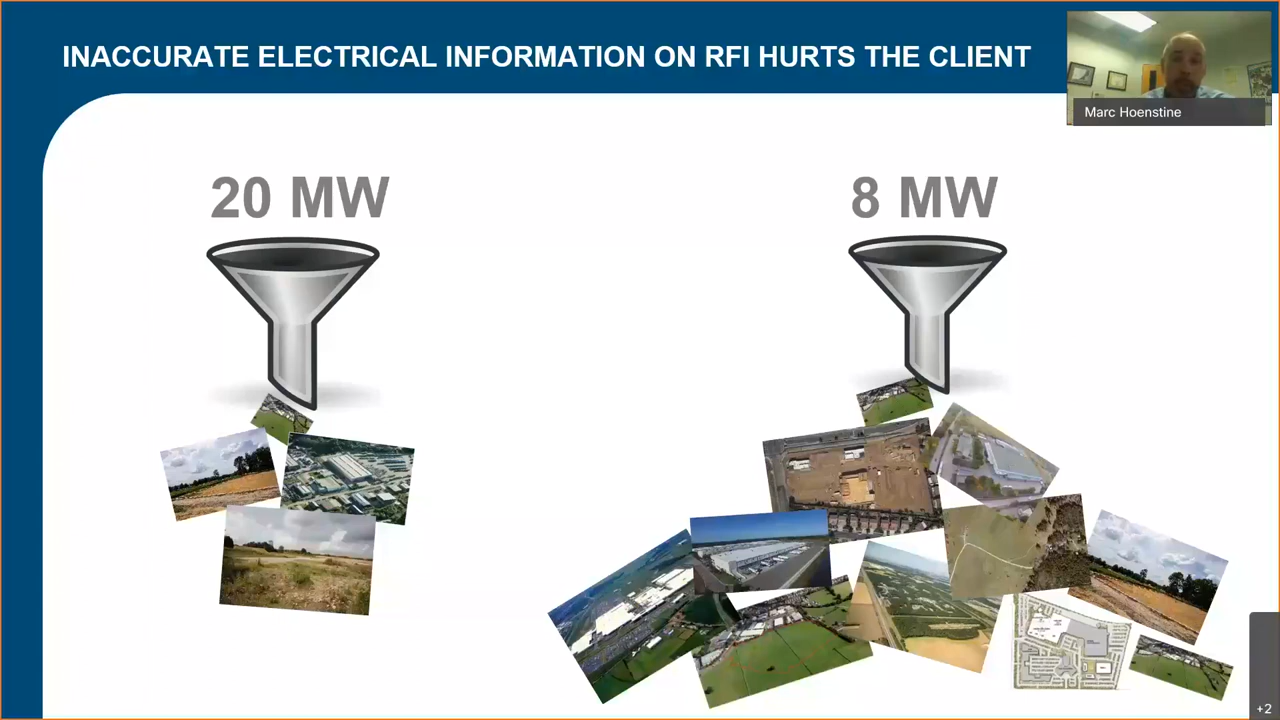 INACCURATE ELECTRICAL INFORMATION ON RFI HURTS THE CLIENT
Marc Hoenstine
20 MW
8 MW
+2